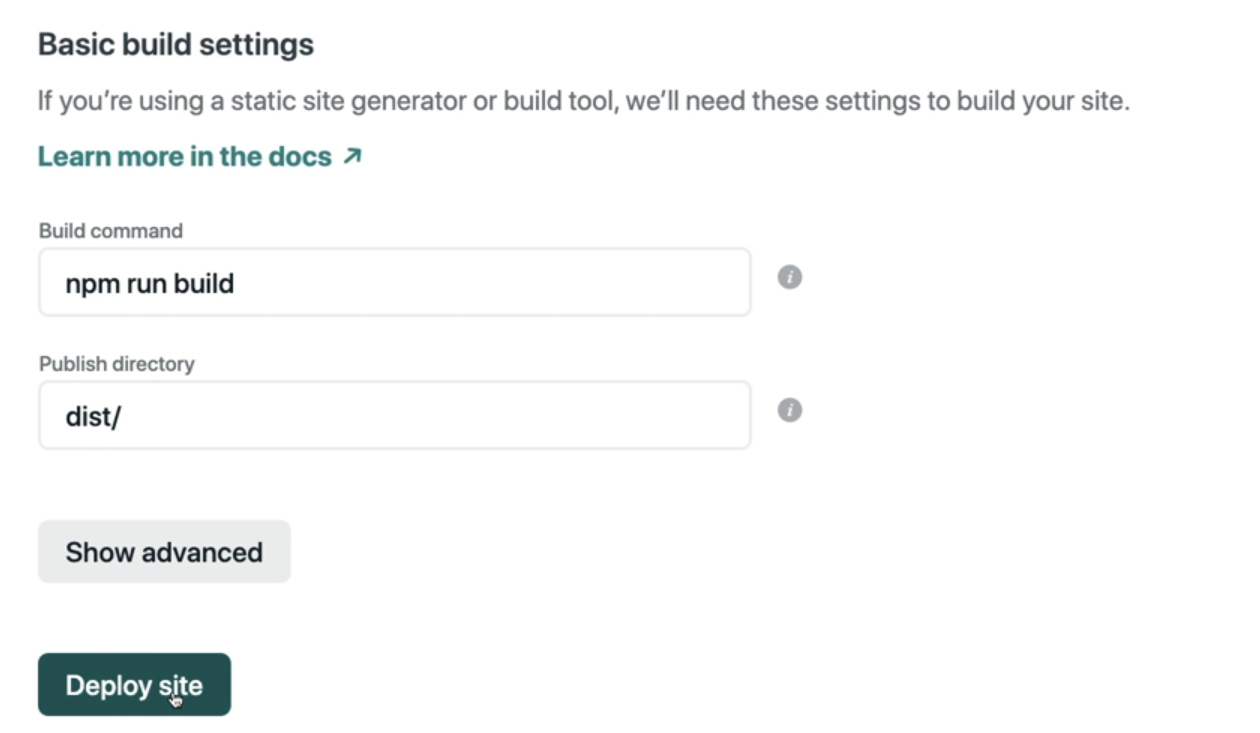 Basic build settings
If you’re using a static site generator or build tool, we’ll need these settings to build your site.
Learn more in the docs ↗
Build command
npm run build
Publish directory
dist/
Show advanced
Deploy site